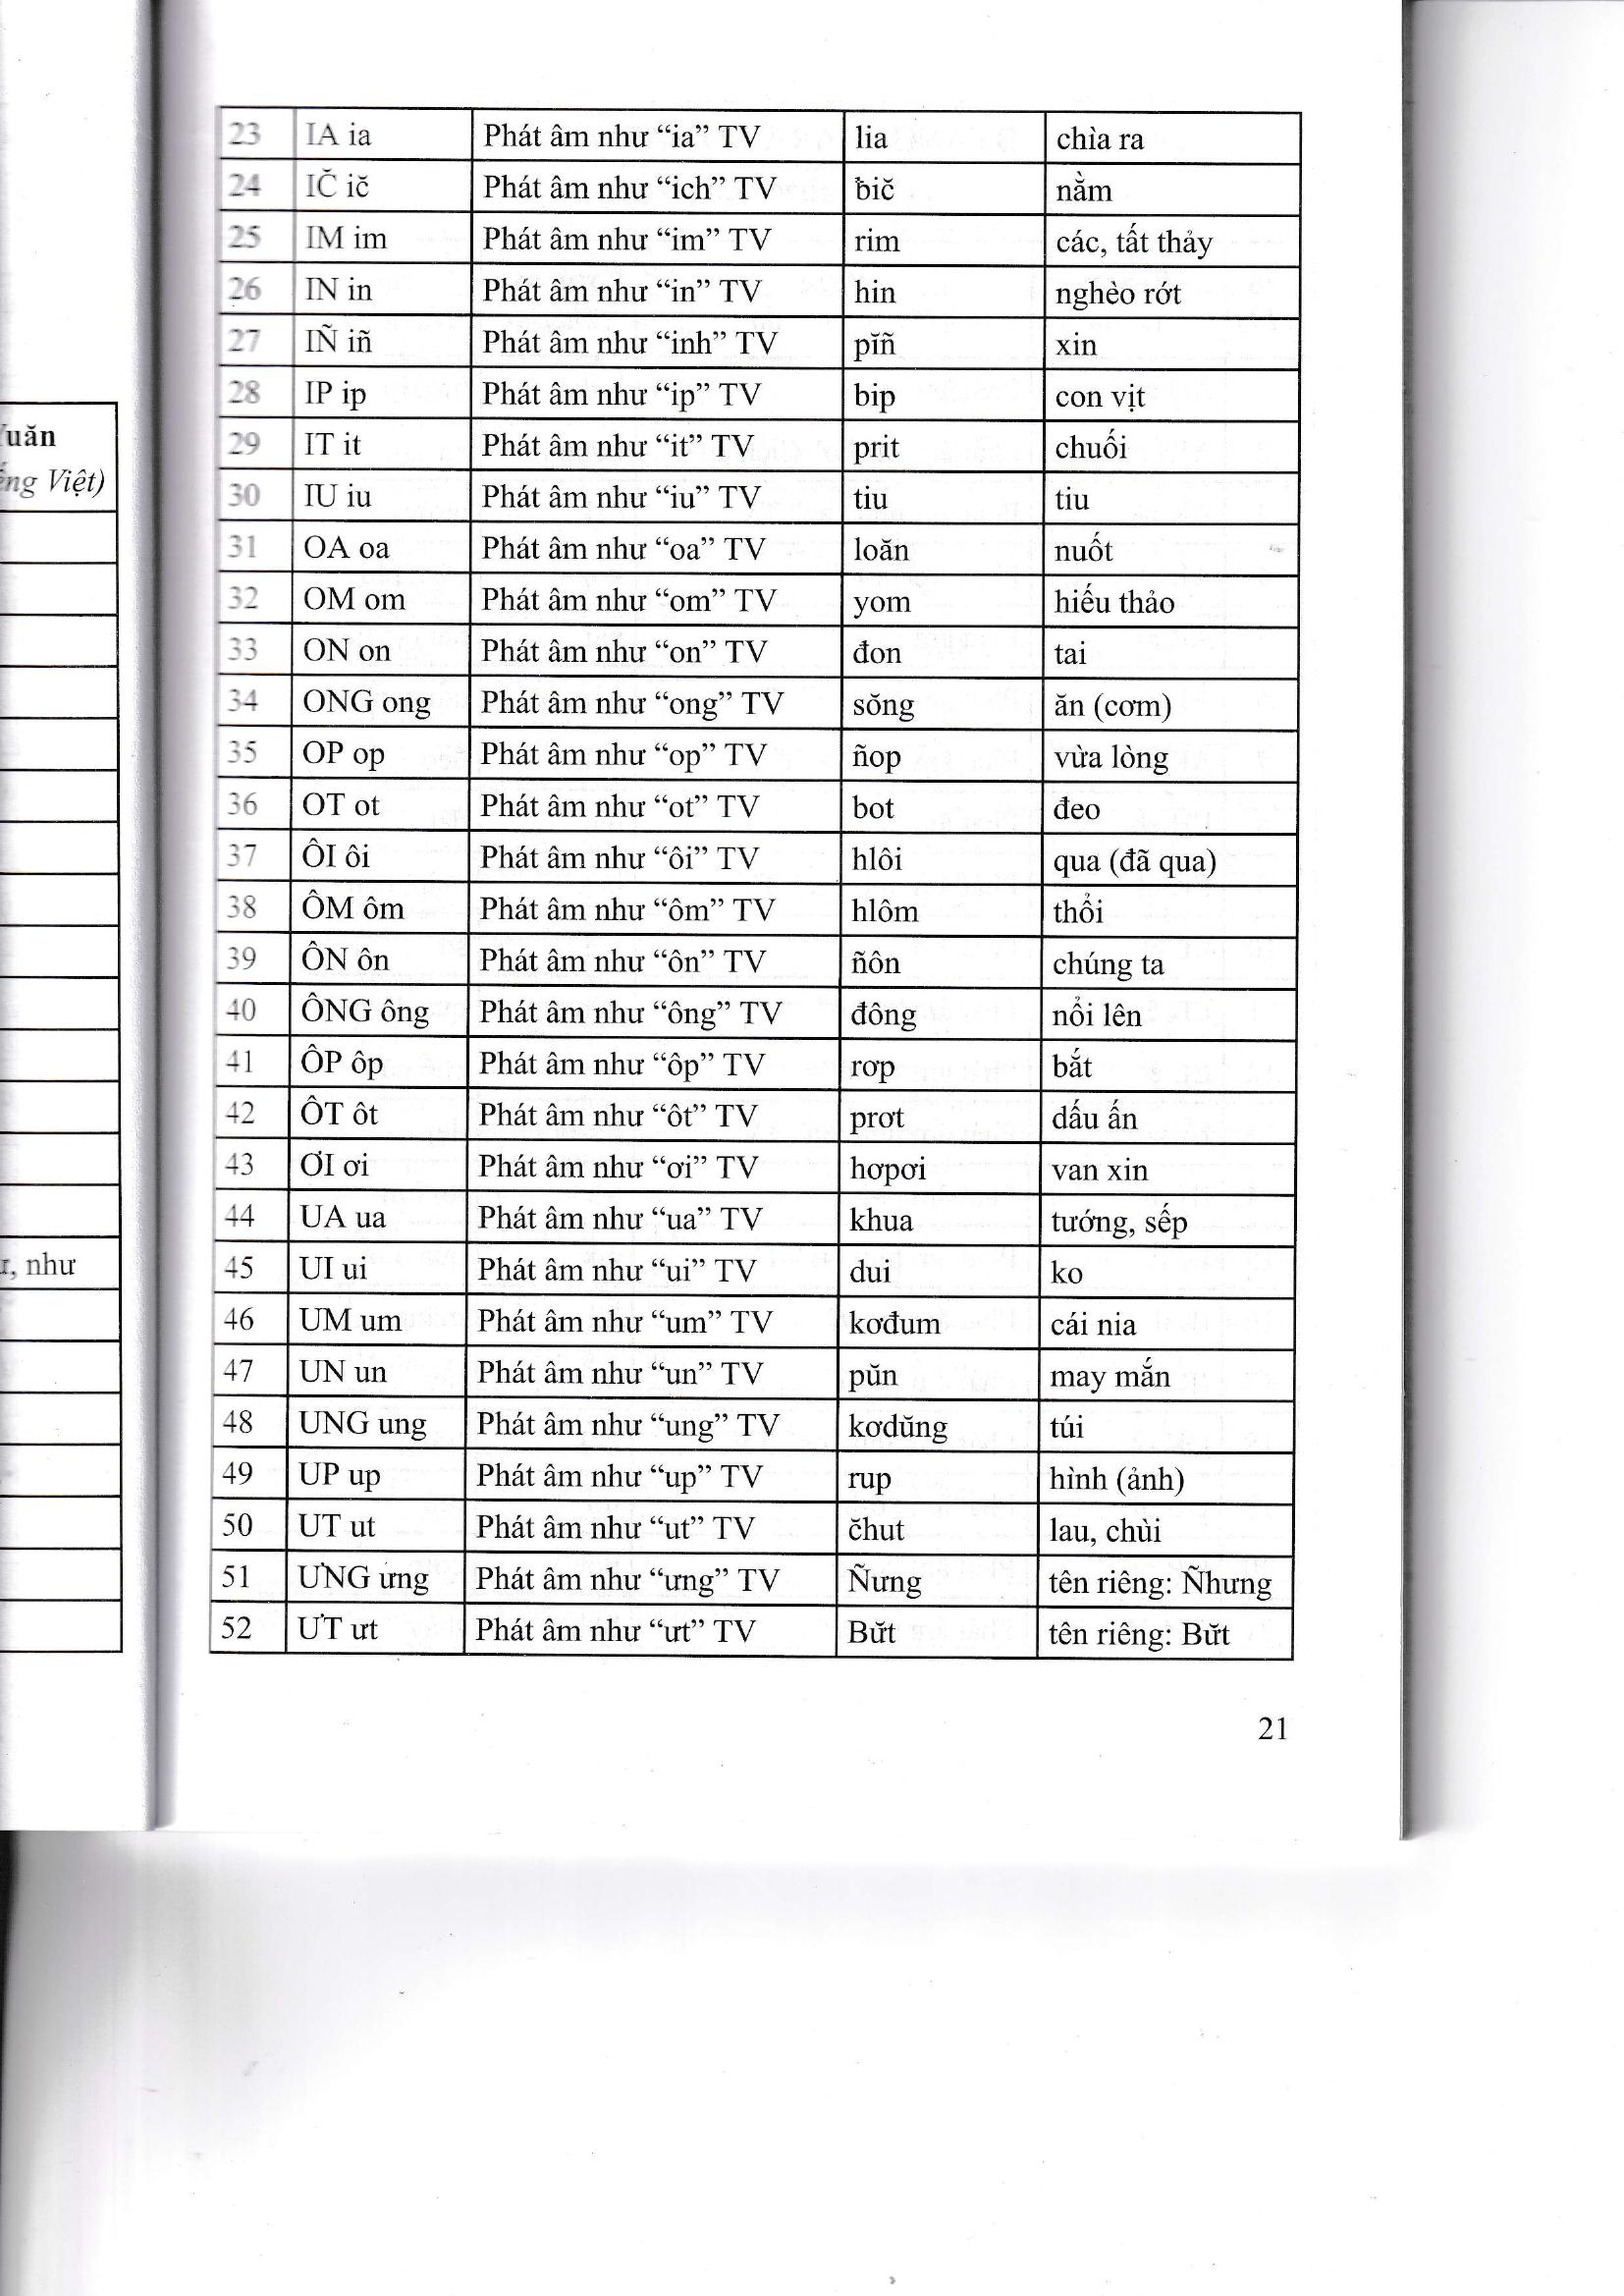 ng Việt)
như
23 IA ia Phát âm như “ia” TV lia chìa ra
24 IČ ič Phát âm như “ich” TV ƀič nằm
25 IM im Phát âm như “im” TV rim các, tất thảy
26 IN in Phát âm như “in” TV hin nghèo rớt
27 IÑ iñ Phát âm như “inh” TV pĭñ xin
28 IP ip Phát âm như “ip” TV bip con vịt
29 IT it Phát âm như “it” TV prit chuối
30 IU iu Phát âm như “iu” TV tiu tiu
31 OA oa Phát âm như “oa” TV loăn nuốt
32 OM om Phát âm như “om” TV yom hiếu thảo
33 ON on Phát âm như “on” TV đon tai
34 ONG ong Phát âm như “ong” TV sŏng ăn (cơm)
35 OP op Phát âm như “op” TV ñop vừa lòng
36 OT ot Phát âm như “ot” TV bot đeo
37 ÔI ôi Phát âm như “ôi” TV hlôi qua (đã qua)
38 ÔM ôm Phát âm như “ôm” TV hlôm thổi
39 ÔN ôn Phát âm như “ôn” TV ñôn chúng ta
40 ÔNG ông Phát âm như “ông” TV đông nổi lên
41 ÔP ôp Phát âm như “ôp” TV rơp bắt
42 ÔT ôt Phát âm như “ôt” TV prơt dấu ấn
43 ƠI ơi Phát âm như “ơi” TV hơpơi van xin
44 UA ua Phát âm như “ua” TV khua tướng, sếp
45 UI ui Phát âm như “ui” TV dui ko
46 UM um Phát âm như “um” TV kơđum cái nia
47 UN un Phát âm như “un” TV pŭn may mắn
48 UNG ung Phát âm như “ung” TV kơdŭng túi
49 UP up Phát âm như “up” TV rup hình (ảnh)
50 UT ut Phát âm như “ut” TV čhut lau, chùi
51 ƯNG ưng Phát âm như “ưng” TV Ñưng tên riêng: Ñhưng
52 ƯT ưt Phát âm như “ưt” TV Bư̆t tên riêng: Bư̆t
21